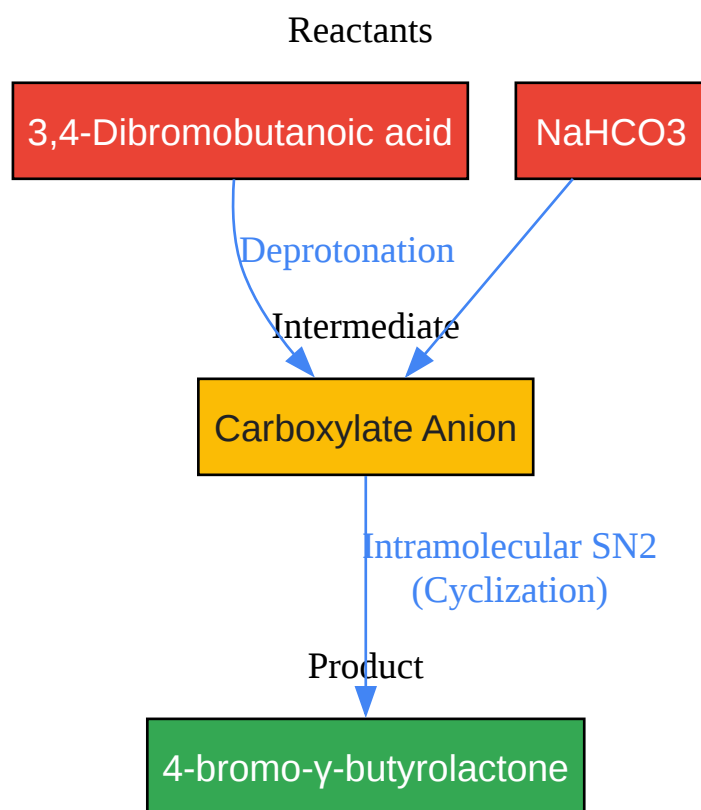 Reactants
3,4-Dibromobutanoic acid
NaHCO3
Deprotonation
Intermediate
Carboxylate Anion
Intramolecular SN2
(Cyclization)
Product
4-bromo-γ-butyrolactone